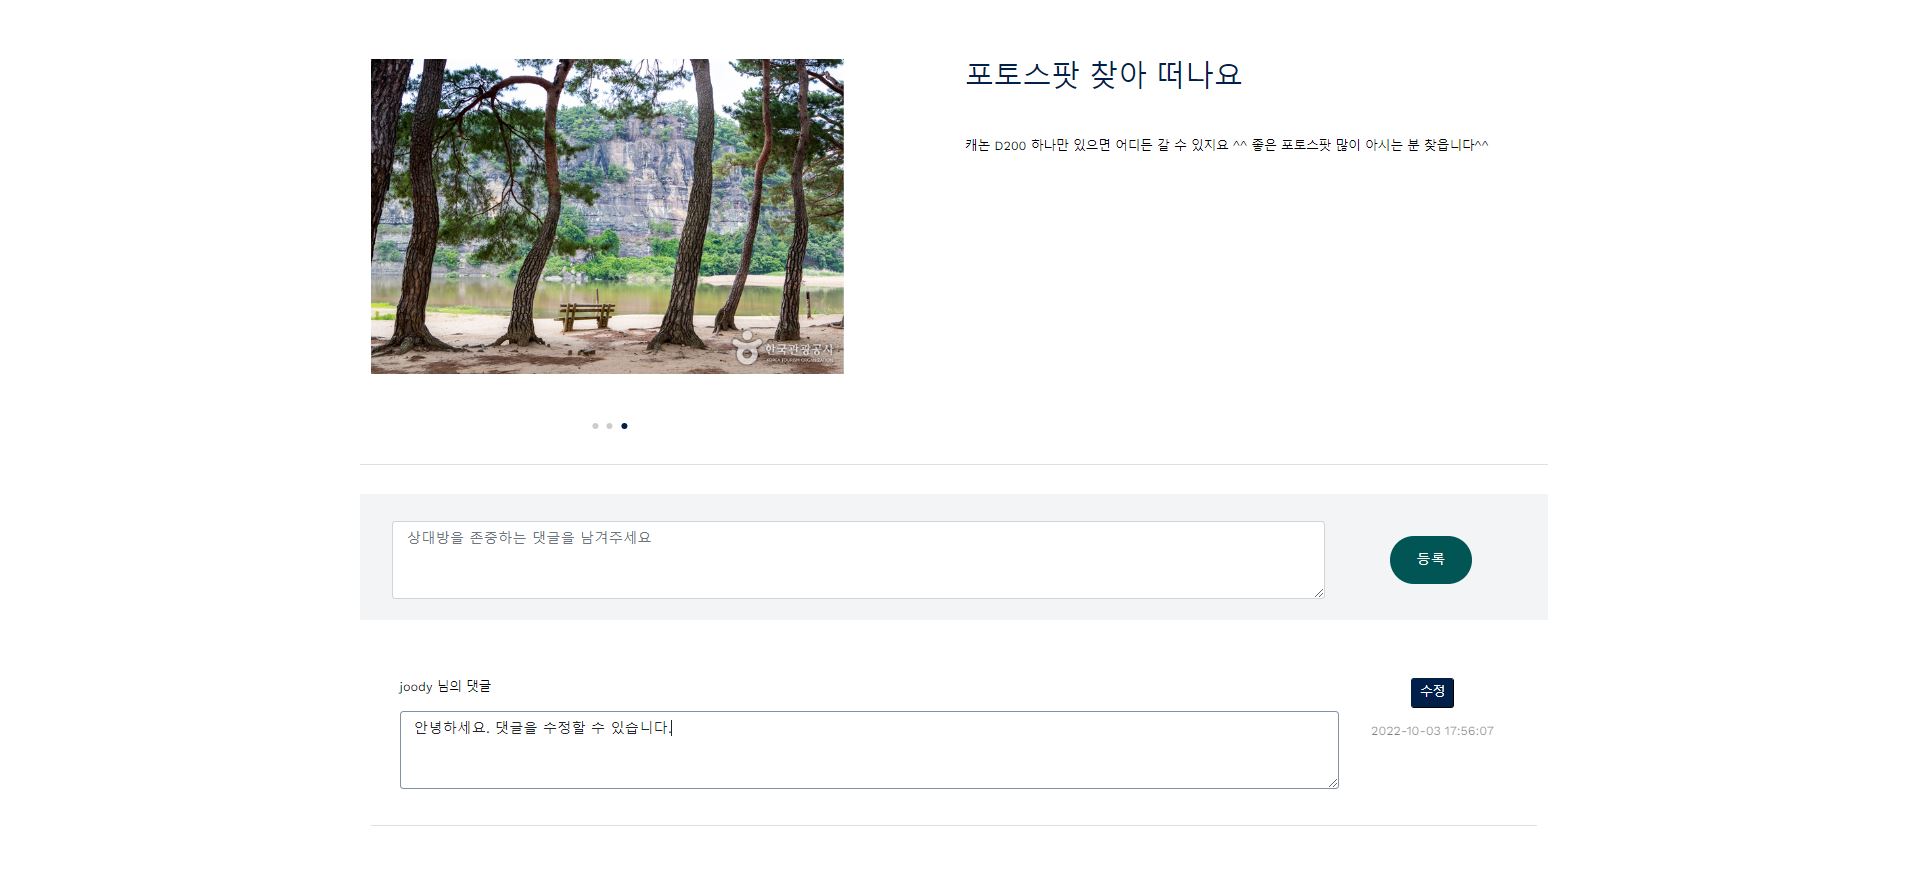 포토스팟 찾아 떠나요
캐논 D200 하나만 있으면 어디든 갈 수 있지요 ^^ 좋은 포토스팟 많이 아시는 분 찾읍니다^^
한국관광공사
KOREA TOURISM ORGANIZATION
상대방을 존중하는 댓글을 남겨주세요
등록
joody 님의 댓글
수정
안녕하세요. 댓글을 수정할 수 있습니다.
2022-10-03 17:56:07